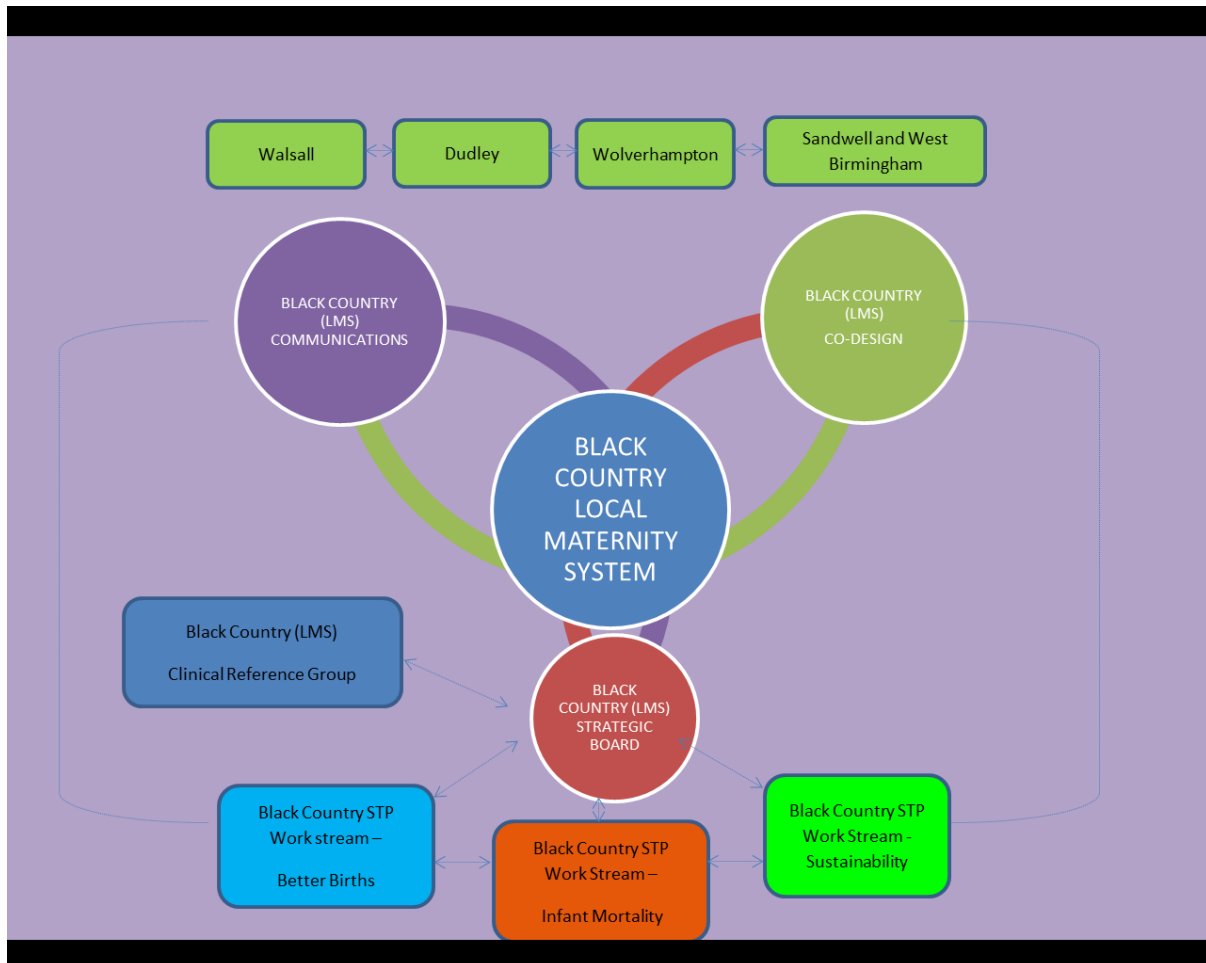 Walsall
Dudley
Wolverhampton
Sandwell and West
Birmingham
BLACK COUNTRY
(LMS)
COMMUNICATIONS
BLACK COUNTRY
(LMS)
CO-DESIGN
BLACK
COUNTRY
LOCAL
MATERNITY
SYSTEM
Black Country (LMS)
Clinical Reference Group
BLACK
COUNTRY (LMS)
STRATEGIC
BOARD
Black Country STP
Work stream –
Better Births
Black Country STP
Work Stream –
Infant Mortality
Black Country STP
Work Stream -
Sustainability